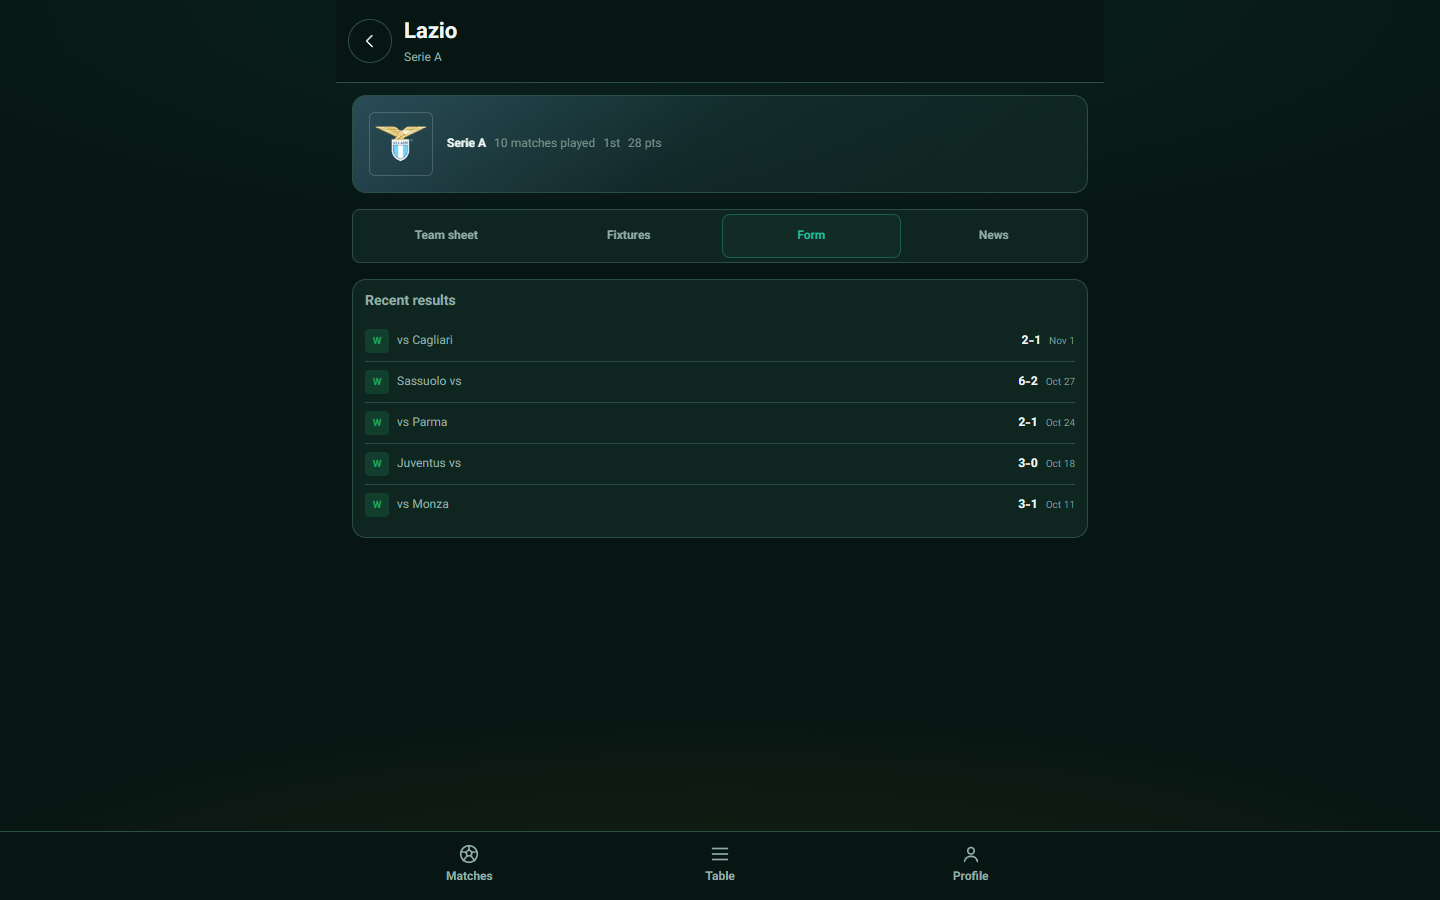 Lazio
Serie A
Serie A 10 matches played 1st 28 pts
Team sheet Fixtures Form News
Recent results
W vs Cagliari 2-1 Nov 1
W Sassuolo vs 6-2 Oct 27
W vs Parma 2-1 Oct 24
W Juventus vs 3-0 Oct 18
W vs Monza 3-1 Oct 11
Matches Table Profile